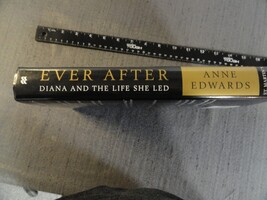 EVER AFTER
DIANA AND THE LIFE SHE LED
ANNE
EDWARDS